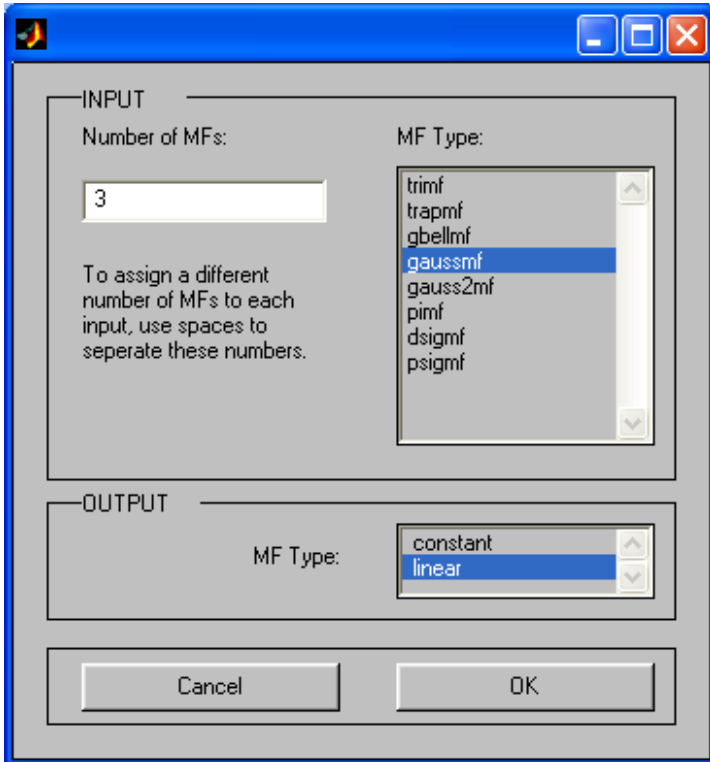 INPUT
Number of MFs:
3
To assign a different
number of MFs to each
input, use spaces to
seperate these numbers.
MF Type:
trimf
trapmf
gbellmf
gaussmf
gauss2mf
pimf
dsigmf
psigmf
OUTPUT
MF Type:
constant
linear
Cancel
OK